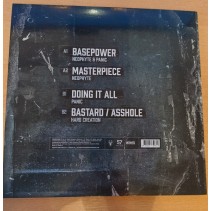 A1 BASEPOWER
NEOPHYTE & PANIC
A2 MASTERPIECE
NEOPHYTE
B1 DOING IT ALL
PANIC
B2 BASTARD / ASSHOLE
HARD CREATION